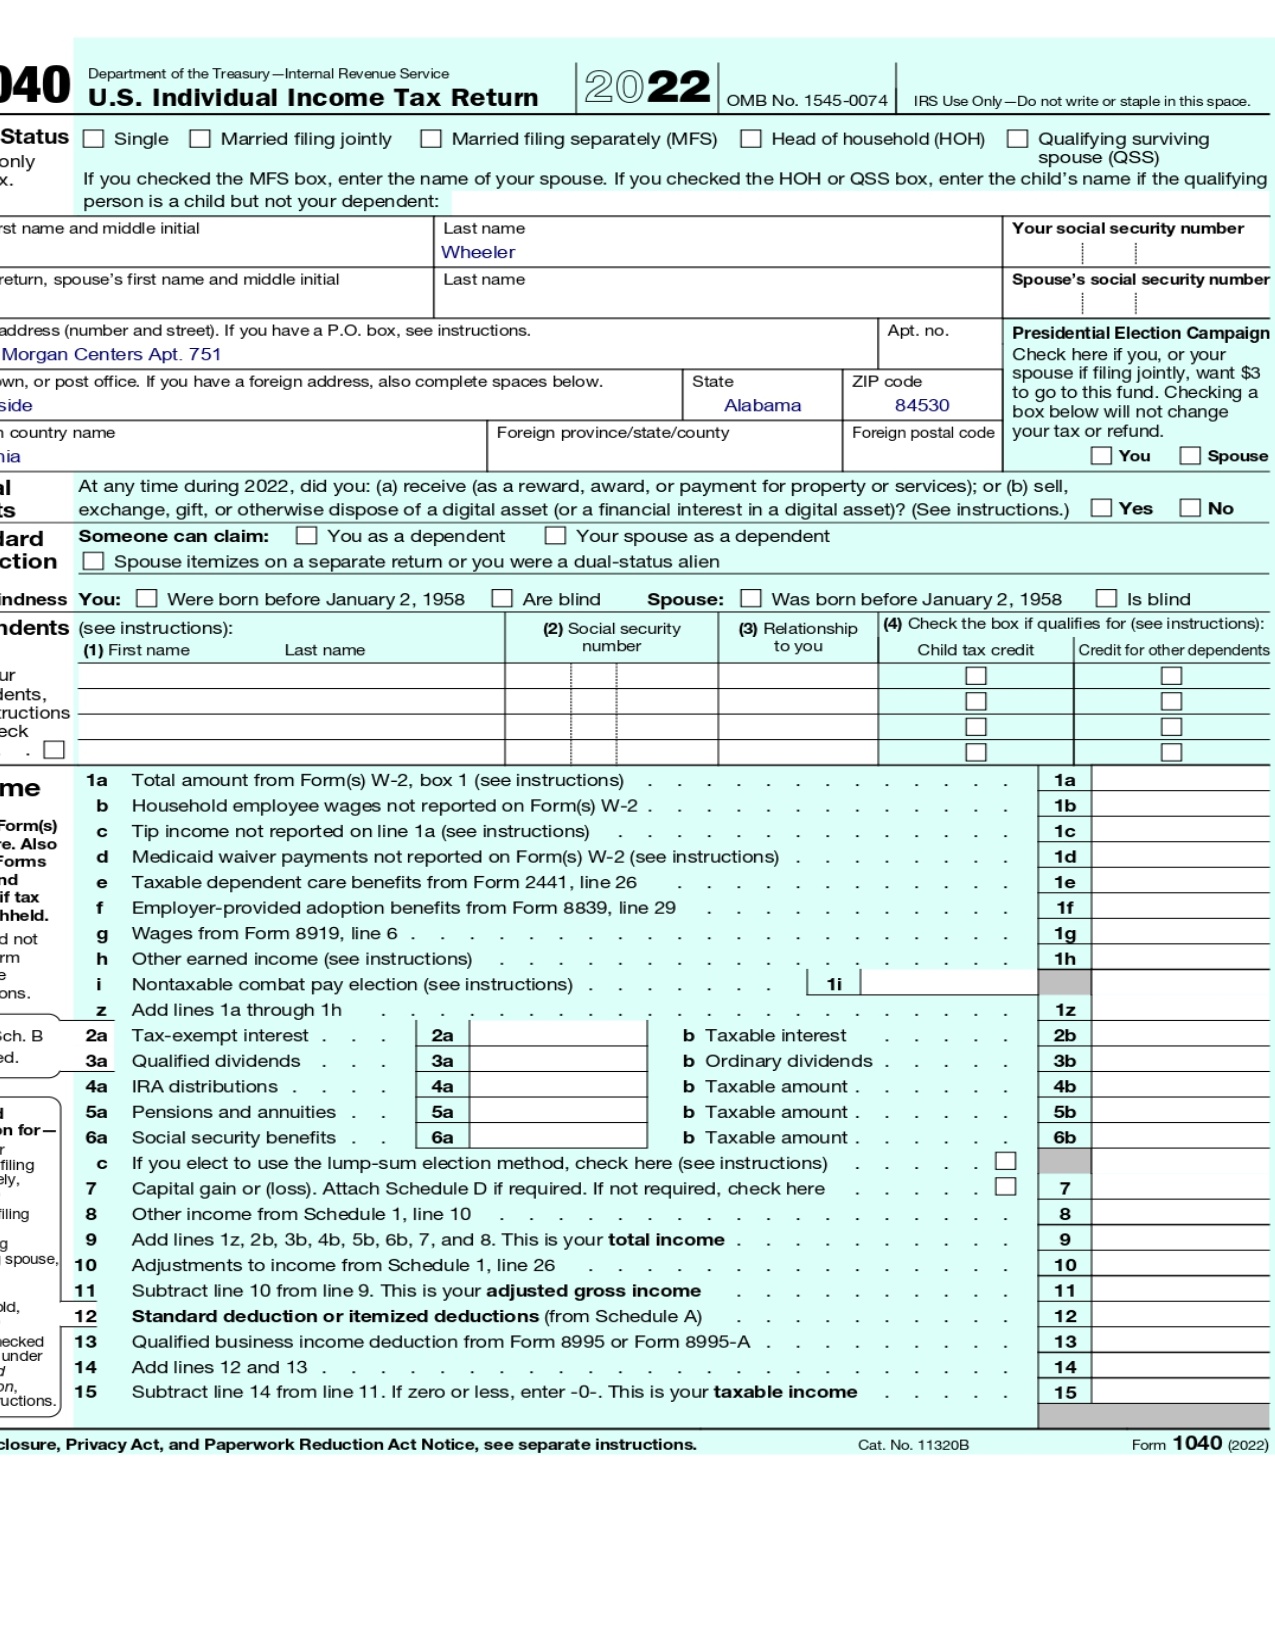 040 Department of the Treasury—Internal Revenue Service
U.S. Individual Income Tax Return 2022 OMB No. 1545-0074 IRS Use Only—Do not write or staple in this space.
Status Single Married filing jointly Married filing separately (MFS) Head of household (HOH) Qualifying surviving
spouse (QSS)
only
x.
If you checked the MFS box, enter the name of your spouse. If you checked the HOH or QSS box, enter the child's name if the qualifying
person is a child but not your dependent:
rst name and middle initial Last name Your social security number
Wheeler
return, spouse's first name and middle initial Last name Spouse's social security number
address (number and street). If you have a P.O. box, see instructions. Apt. no.
Morgan Centers Apt. 751
own, or post office. If you have a foreign address, also complete spaces below. State ZIP code
side Alabama 84530
n country name Foreign province/state/county Foreign postal code
nia
Presidential Election Campaign
Check here if you, or your
spouse if filing jointly, want $3
to go to this fund. Checking a
box below will not change
your tax or refund.
You Spouse
al
ts
At any time during 2022, did you: (a) receive (as a reward, award, or payment for property or services); or (b) sell,
exchange, gift, or otherwise dispose of a digital asset (or a financial interest in a digital asset)? (See instructions.) Yes No
dard
ction
Someone can claim: You as a dependent Your spouse as a dependent
Spouse itemizes on a separate return or you were a dual-status alien
indness You: Were born before January 2, 1958 Are blind Spouse: Was born before January 2, 1958 Is blind
ndents (see instructions): (2) Social security number (3) Relationship to you (4) Check the box if qualifies for (see instructions):
(1) First name Last name Child tax credit Credit for other dependents
ur
dents,
tructions
eck
. .
me
Form(s)
re. Also
Forms
nd
if tax
hheld.
d not
rm
e
ons.
1a Total amount from Form(s) W-2, box 1 (see instructions) 1a
b Household employee wages not reported on Form(s) W-2 1b
c Tip income not reported on line 1a (see instructions) 1c
d Medicaid waiver payments not reported on Form(s) W-2 (see instructions) 1d
e Taxable dependent care benefits from Form 2441, line 26 1e
f Employer-provided adoption benefits from Form 8839, line 29 1f
g Wages from Form 8919, line 6 1g
h Other earned income (see instructions) 1h
i Nontaxable combat pay election (see instructions) 1i
z Add lines 1a through 1h 1z
Sch. B
ed.
2a Tax-exempt interest 2a b Taxable interest 2b
3a Qualified dividends 3a b Ordinary dividends 3b
4a IRA distributions 4a b Taxable amount 4b
5a Pensions and annuities 5a b Taxable amount 5b
6a Social security benefits 6a b Taxable amount 6b
c If you elect to use the lump-sum election method, check here (see instructions)
7 Capital gain or (loss). Attach Schedule D if required. If not required, check here 7
8 Other income from Schedule 1, line 10 8
9 Add lines 1z, 2b, 3b, 4b, 5b, 6b, 7, and 8. This is your total income 9
10 Adjustments to income from Schedule 1, line 26 10
11 Subtract line 10 from line 9. This is your adjusted gross income 11
12 Standard deduction or itemized deductions (from Schedule A) 12
13 Qualified business income deduction from Form 8995 or Form 8995-A 13
14 Add lines 12 and 13 14
15 Subtract line 14 from line 11. If zero or less, enter -0-. This is your taxable income 15
d
on for—
r
filing
ely,
filing
g
spouse,
old,
hecked
under
d
on,
ructions.
closure, Privacy Act, and Paperwork Reduction Act Notice, see separate instructions. Cat. No. 11320B Form 1040 (2022)